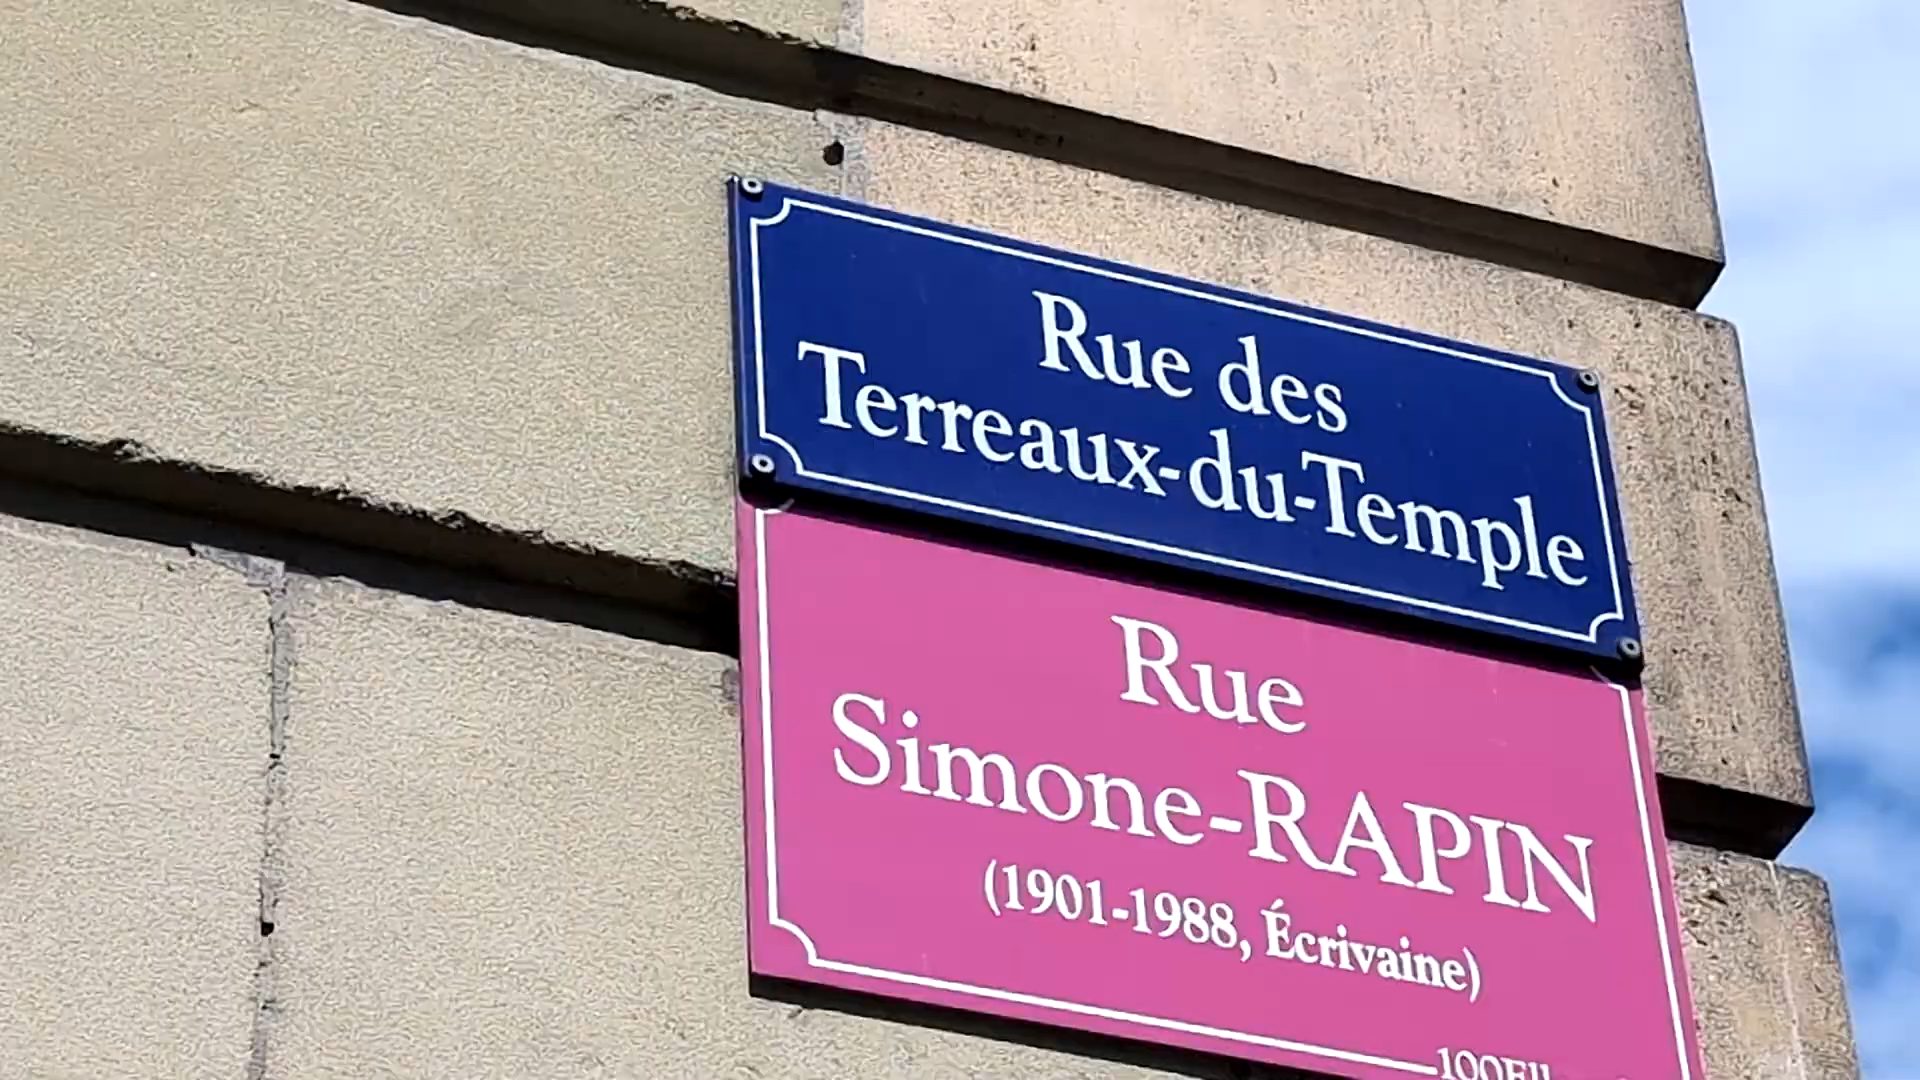 Rue des
Terreaux-du-Temple
Rue
Simone-RAPIN
(1901-1988, Écrivaine)